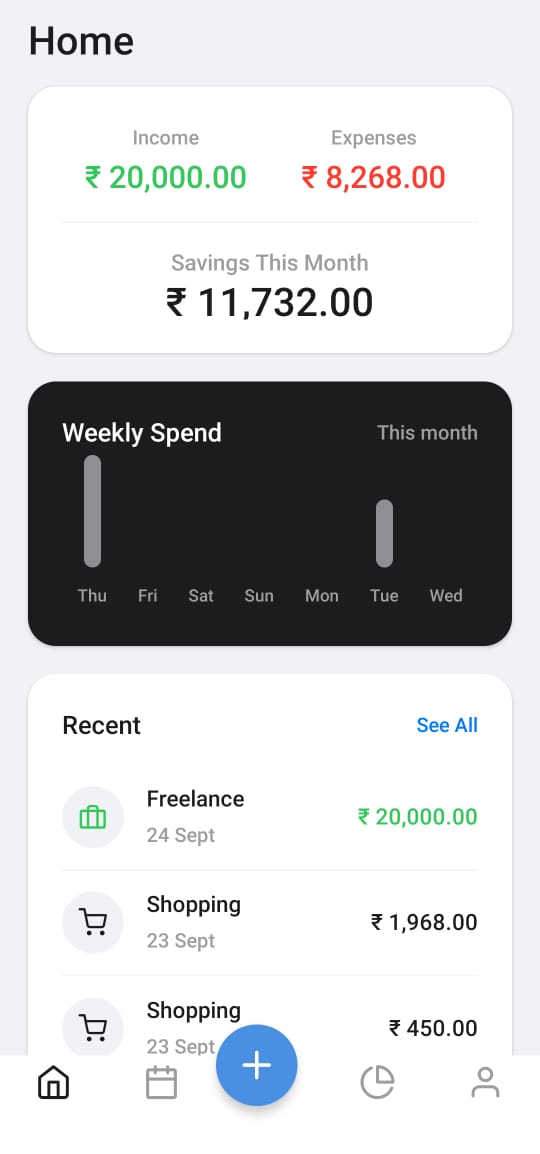 Home
Income Expenses
₹ 20,000.00 ₹ 8,268.00
Savings This Month
₹ 11,732.00
Weekly Spend This month
Thu Fri Sat Sun Mon Tue Wed
Recent See All
Freelance
24 Sept
₹ 20,000.00
Shopping
23 Sept
₹ 1,968.00
Shopping
23 Sept
₹ 450.00